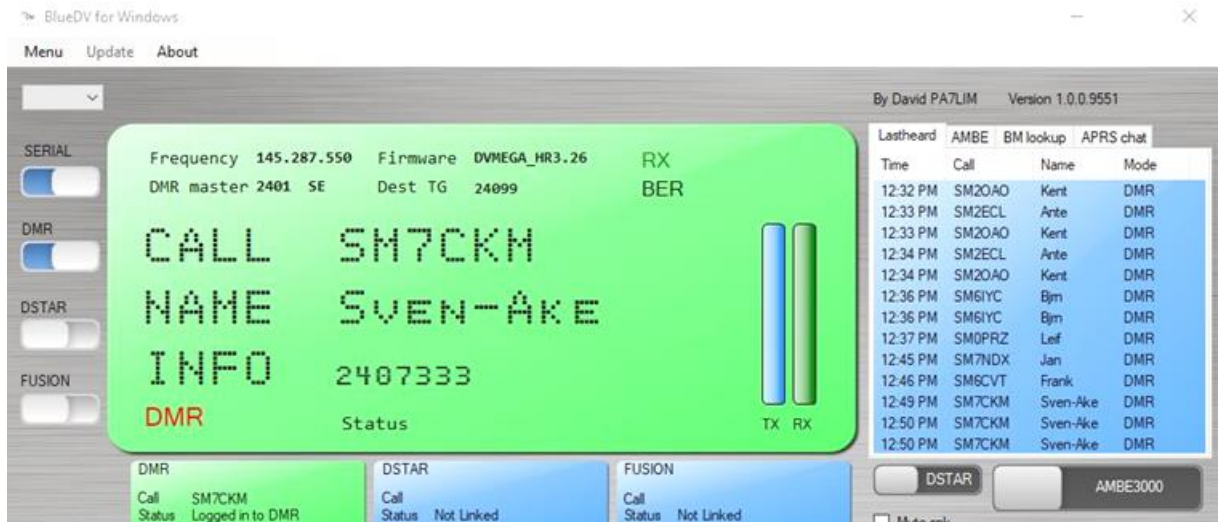 BlueDV for Windows
Menu Update About
By David PA7LIM Version 1.0.0.9551
SERIAL
DMR
DSTAR
FUSION
Frequency 145.287.550 Firmware DVMEGA_HR3.26 RX
DMR master 2401 SE Dest TG 24099 BER
CALL SM7CKM
NAME Sven-Ake
INFO 2407333
DMR Status TX RX
Lastheard AMBE BM lookup APRS chat
Time Call Name Mode
12:32 PM SM2OAO Kent DMR
12:33 PM SM2ECL Ante DMR
12:33 PM SM2OAO Kent DMR
12:34 PM SM2ECL Ante DMR
12:34 PM SM2OAO Kent DMR
12:36 PM SM6IYC Bjrn DMR
12:36 PM SM6IYC Bjrn DMR
12:37 PM SM0PRZ Leif DMR
12:45 PM SM7NDX Jan DMR
12:46 PM SM6CVT Frank DMR
12:49 PM SM7CKM Sven-Ake DMR
12:50 PM SM7CKM Sven-Ake DMR
12:50 PM SM7CKM Sven-Ake DMR
DSTAR AMBE3000
DMR
Call SM7CKM
Status Logged in to DMR
DSTAR
Call
Status Not Linked
FUSION
Call
Status Not Linked